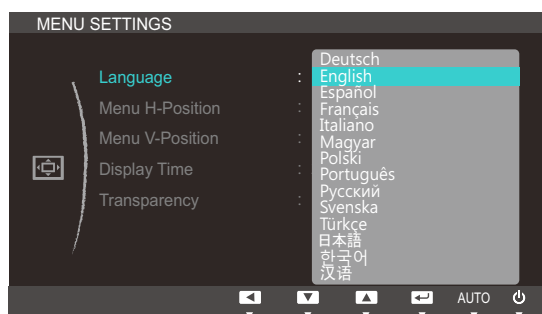 MENU SETTINGS
Language :
Deutsch
English
Español
Français
Italiano
Magyar
Polski
Português
Русский
Svenska
Türkçe
日本語
한국어
汉语
Menu H-Position :
Menu V-Position :
Display Time :
Transparency :
AUTO